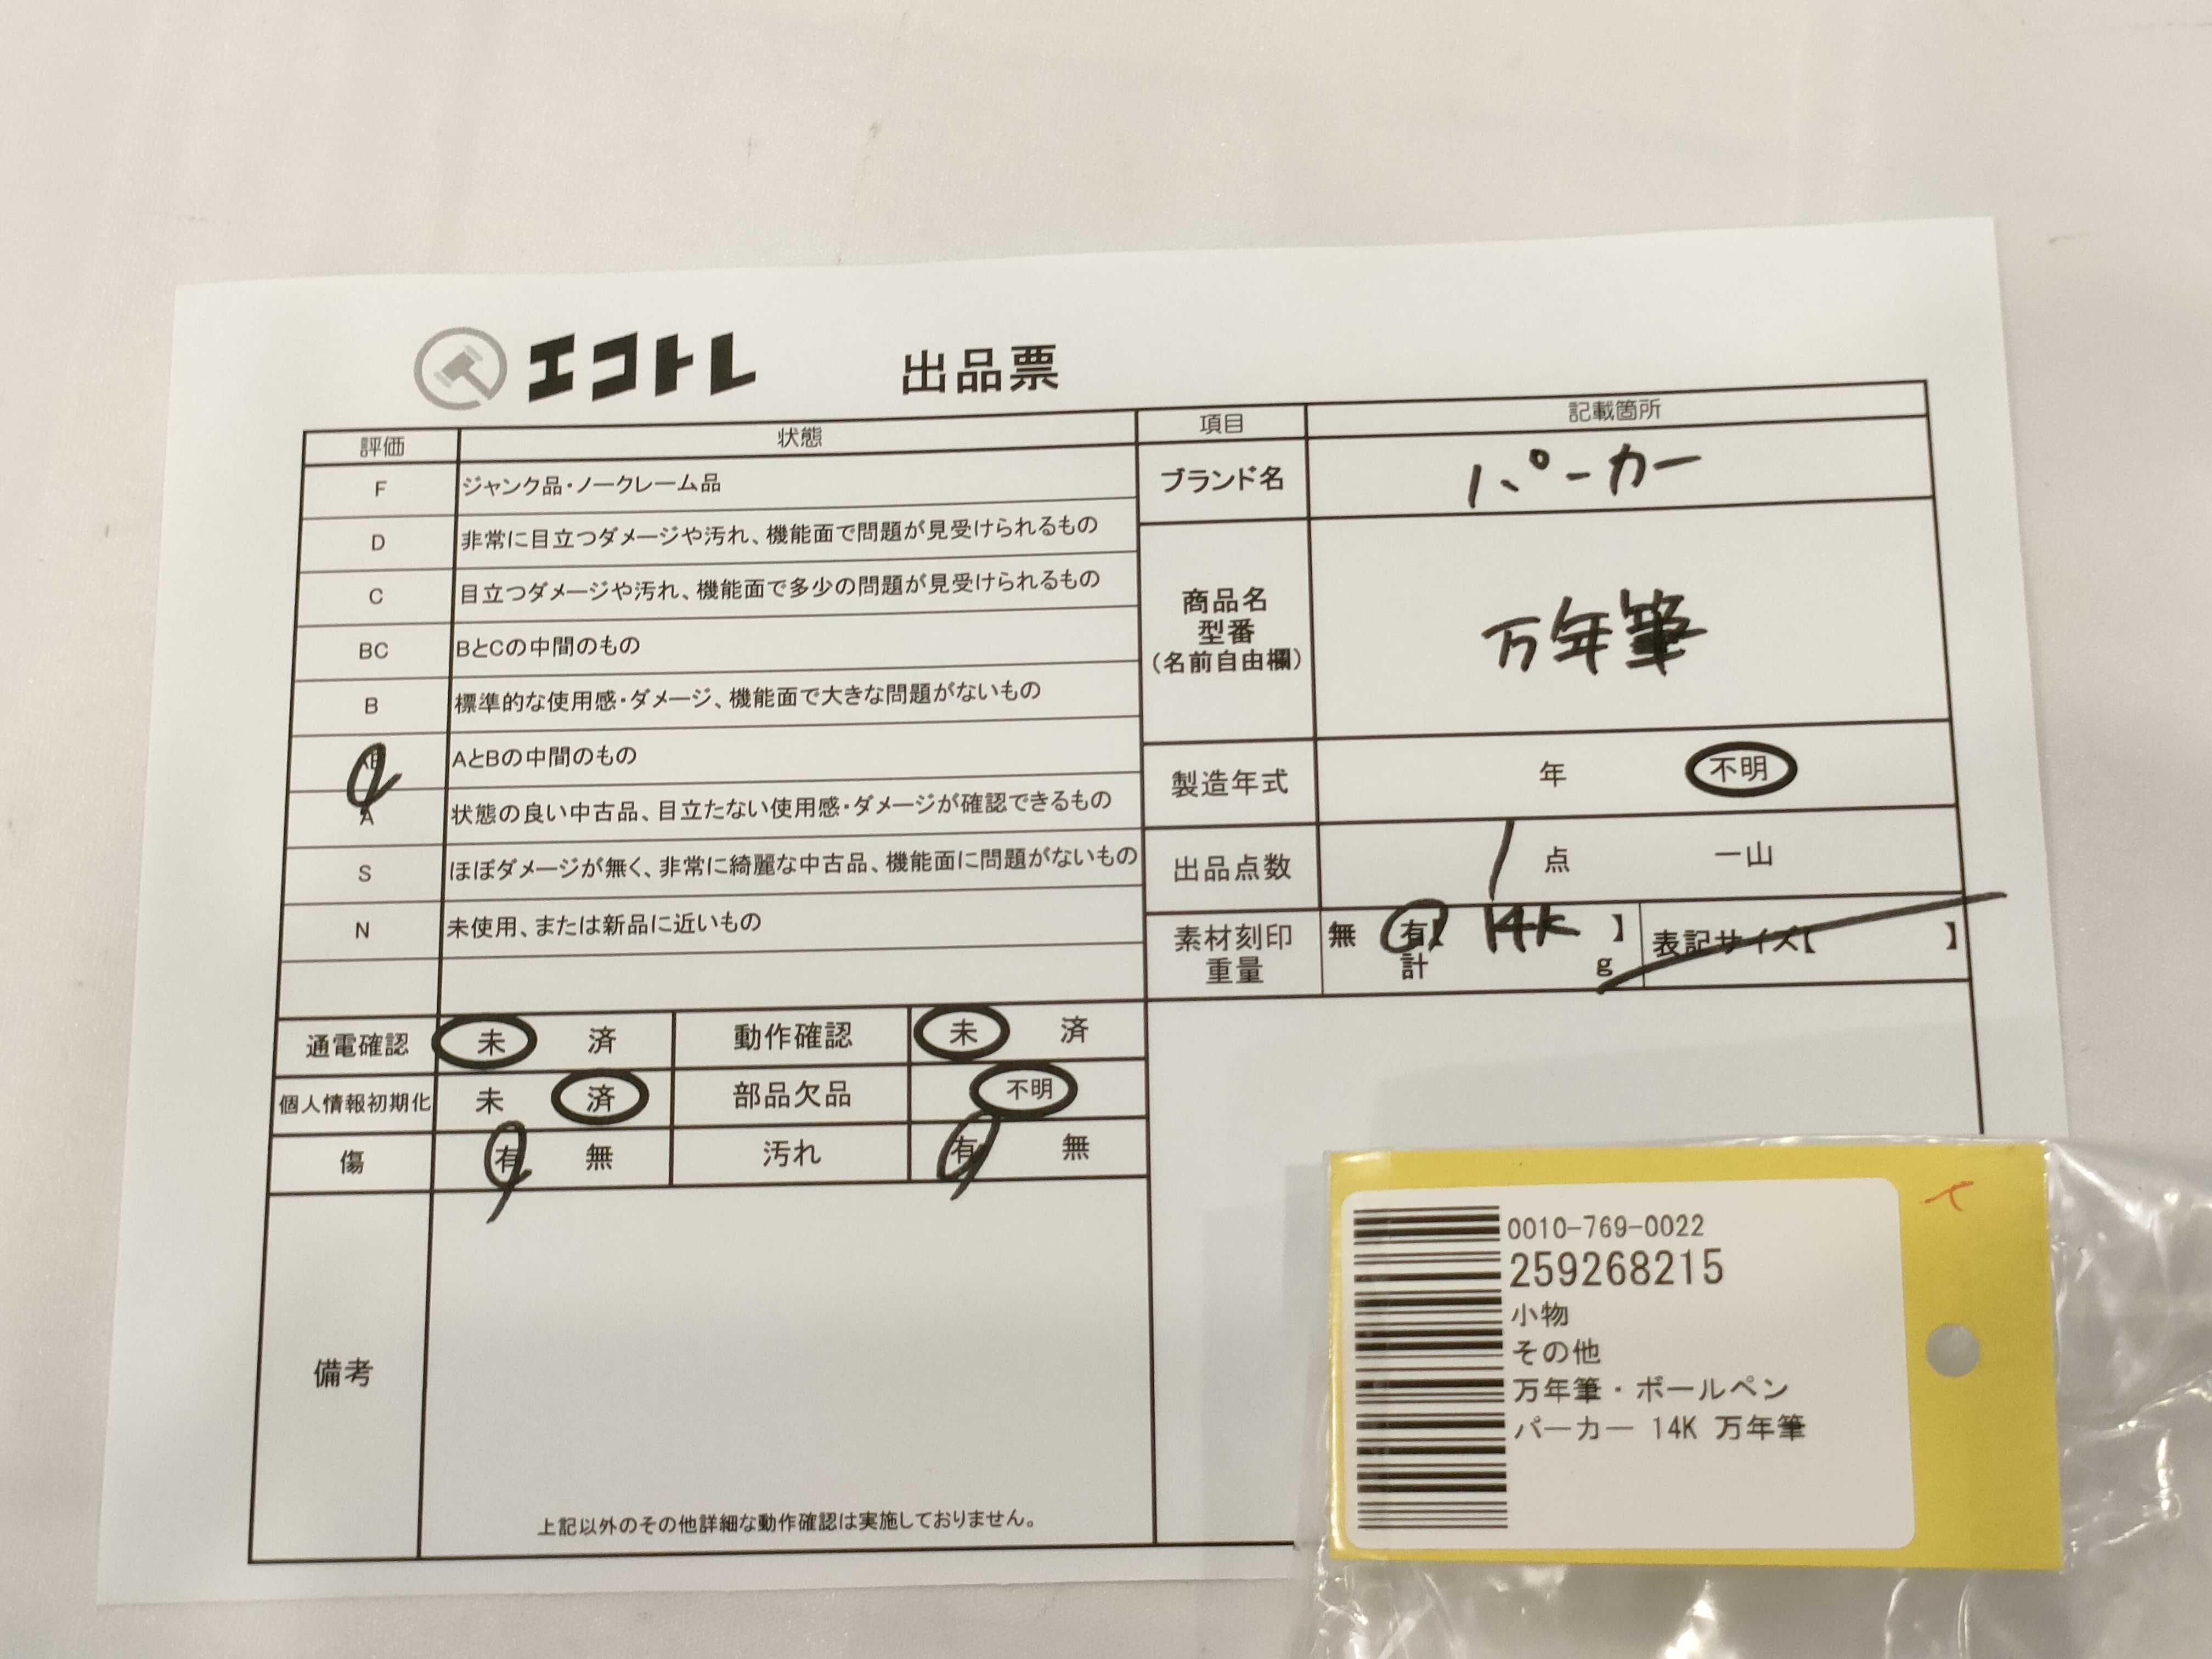 エコトレ 出品票
評価 状態 項目 記載箇所
F ジャンク品・ノークレーム品
D 非常に目立つダメージや汚れ、機能面で問題が見受けられるもの
C 目立つダメージや汚れ、機能面で多少の問題が見受けられるもの
BC BとCの中間のもの
B 標準的な使用感・ダメージ、機能面で大きな問題がないもの
AB AとBの中間のもの
A 状態の良い中古品、目立たない使用感・ダメージが確認できるもの
S ほぼダメージが無く、非常に綺麗な中古品、機能面に問題がないもの
N 未使用、または新品に近いもの
ブランド名 パーカー
商品名
型番
(名前自由欄)
万年筆
製造年式 年 不明
出品点数 1 点 一山
素材刻印 無 有【 14K 】 表記サイズ【 】
重量 計 g
通電確認 未 済 動作確認 未 済
個人情報初期化 未 済 部品欠品 不明
傷 有 無 汚れ 有 無
備考
上記以外のその他詳細な動作確認は実施しておりません。
0010-769-0022
259268215
小物
その他
万年筆・ボールペン
パーカー 14K 万年筆